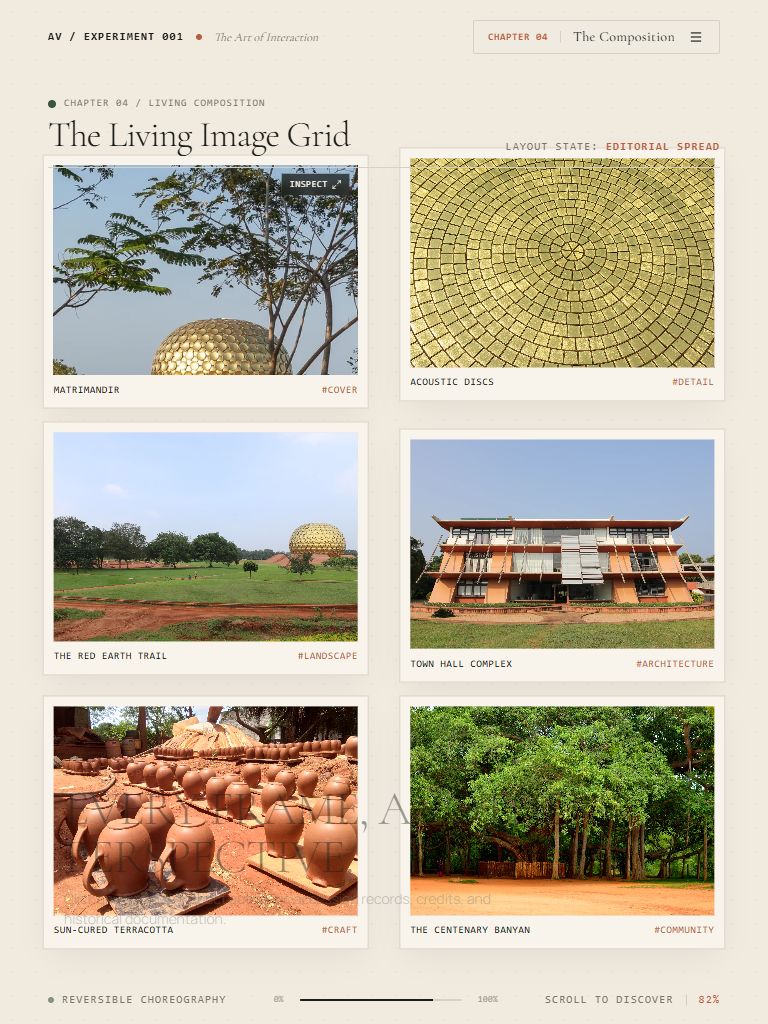 AV / EXPERIMENT 001 The Art of Interaction
CHAPTER 04 The Composition
CHAPTER 04 / LIVING COMPOSITION
The Living Image Grid
LAYOUT STATE: EDITORIAL SPREAD
INSPECT
MATRIMANDIR #COVER
ACOUSTIC DISCS #DETAIL
THE RED EARTH TRAIL #LANDSCAPE
TOWN HALL COMPLEX #ARCHITECTURE
EVERY FRAME, A
PERSPECTIVE
records, credits, and
historical documentation.
SUN-CURED TERRACOTTA #CRAFT
THE CENTENARY BANYAN #COMMUNITY
REVERSIBLE CHOREOGRAPHY 0% 100% SCROLL TO DISCOVER 82%